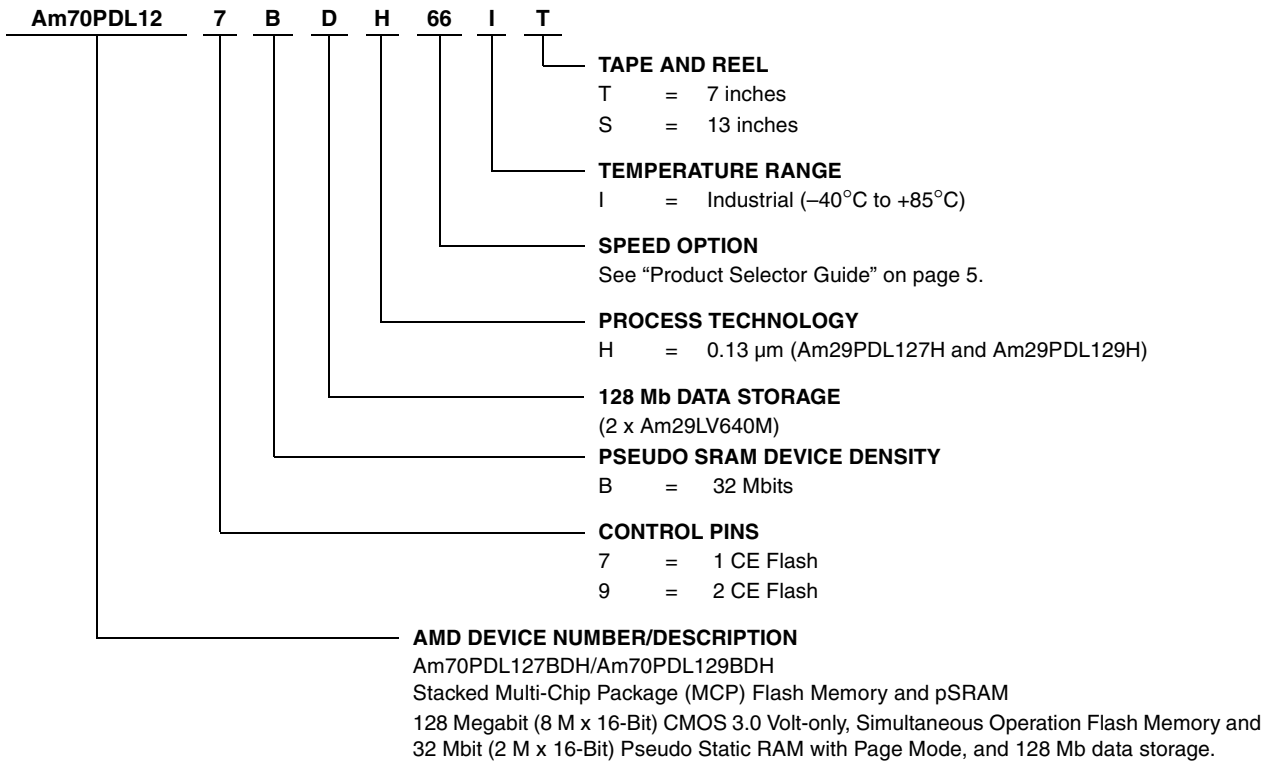 Am70PDL12 7 B D H 66 I T
TAPE AND REEL
T = 7 inches
S = 13 inches
TEMPERATURE RANGE
I = Industrial (–40°C to +85°C)
SPEED OPTION
See “Product Selector Guide” on page 5.
PROCESS TECHNOLOGY
H = 0.13 µm (Am29PDL127H and Am29PDL129H)
128 Mb DATA STORAGE
(2 x Am29LV640M)
PSEUDO SRAM DEVICE DENSITY
B = 32 Mbits
CONTROL PINS
7 = 1 CE Flash
9 = 2 CE Flash
AMD DEVICE NUMBER/DESCRIPTION
Am70PDL127BDH/Am70PDL129BDH
Stacked Multi-Chip Package (MCP) Flash Memory and pSRAM
128 Megabit (8 M x 16-Bit) CMOS 3.0 Volt-only, Simultaneous Operation Flash Memory and
32 Mbit (2 M x 16-Bit) Pseudo Static RAM with Page Mode, and 128 Mb data storage.